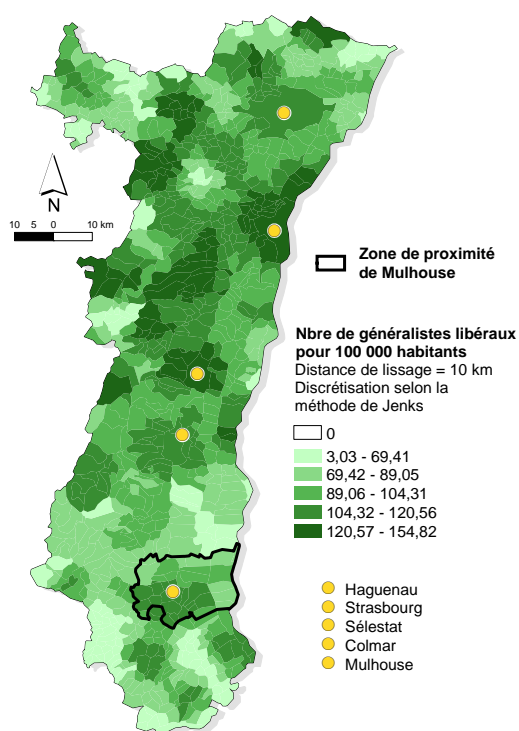 N
10 5 0 10 km
Zone de proximité
de Mulhouse
Nbre de généralistes libéraux
pour 100 000 habitants
Distance de lissage = 10 km
Discrétisation selon la
méthode de Jenks
0
3,03 - 69,41
69,42 - 89,05
89,06 - 104,31
104,32 - 120,56
120,57 - 154,82
Haguenau
Strasbourg
Sélestat
Colmar
Mulhouse